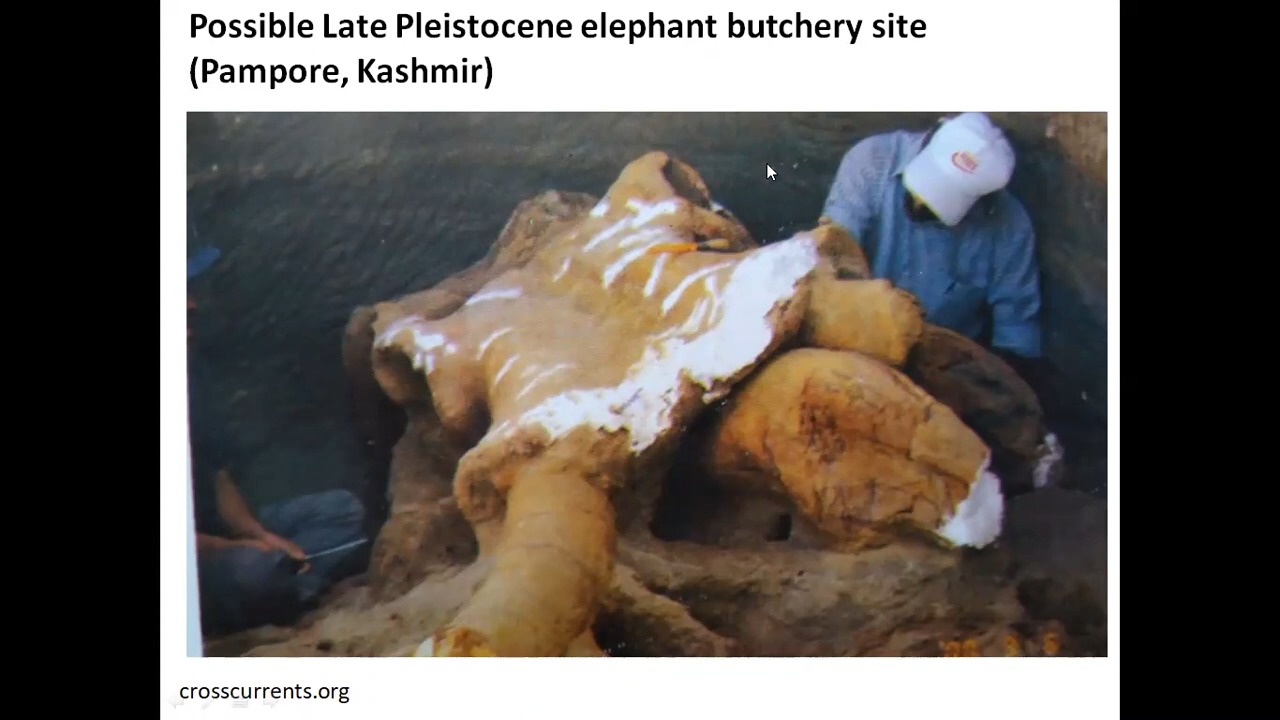 Possible Late Pleistocene elephant butchery site
(Pampore, Kashmir)
crosscurrents.org